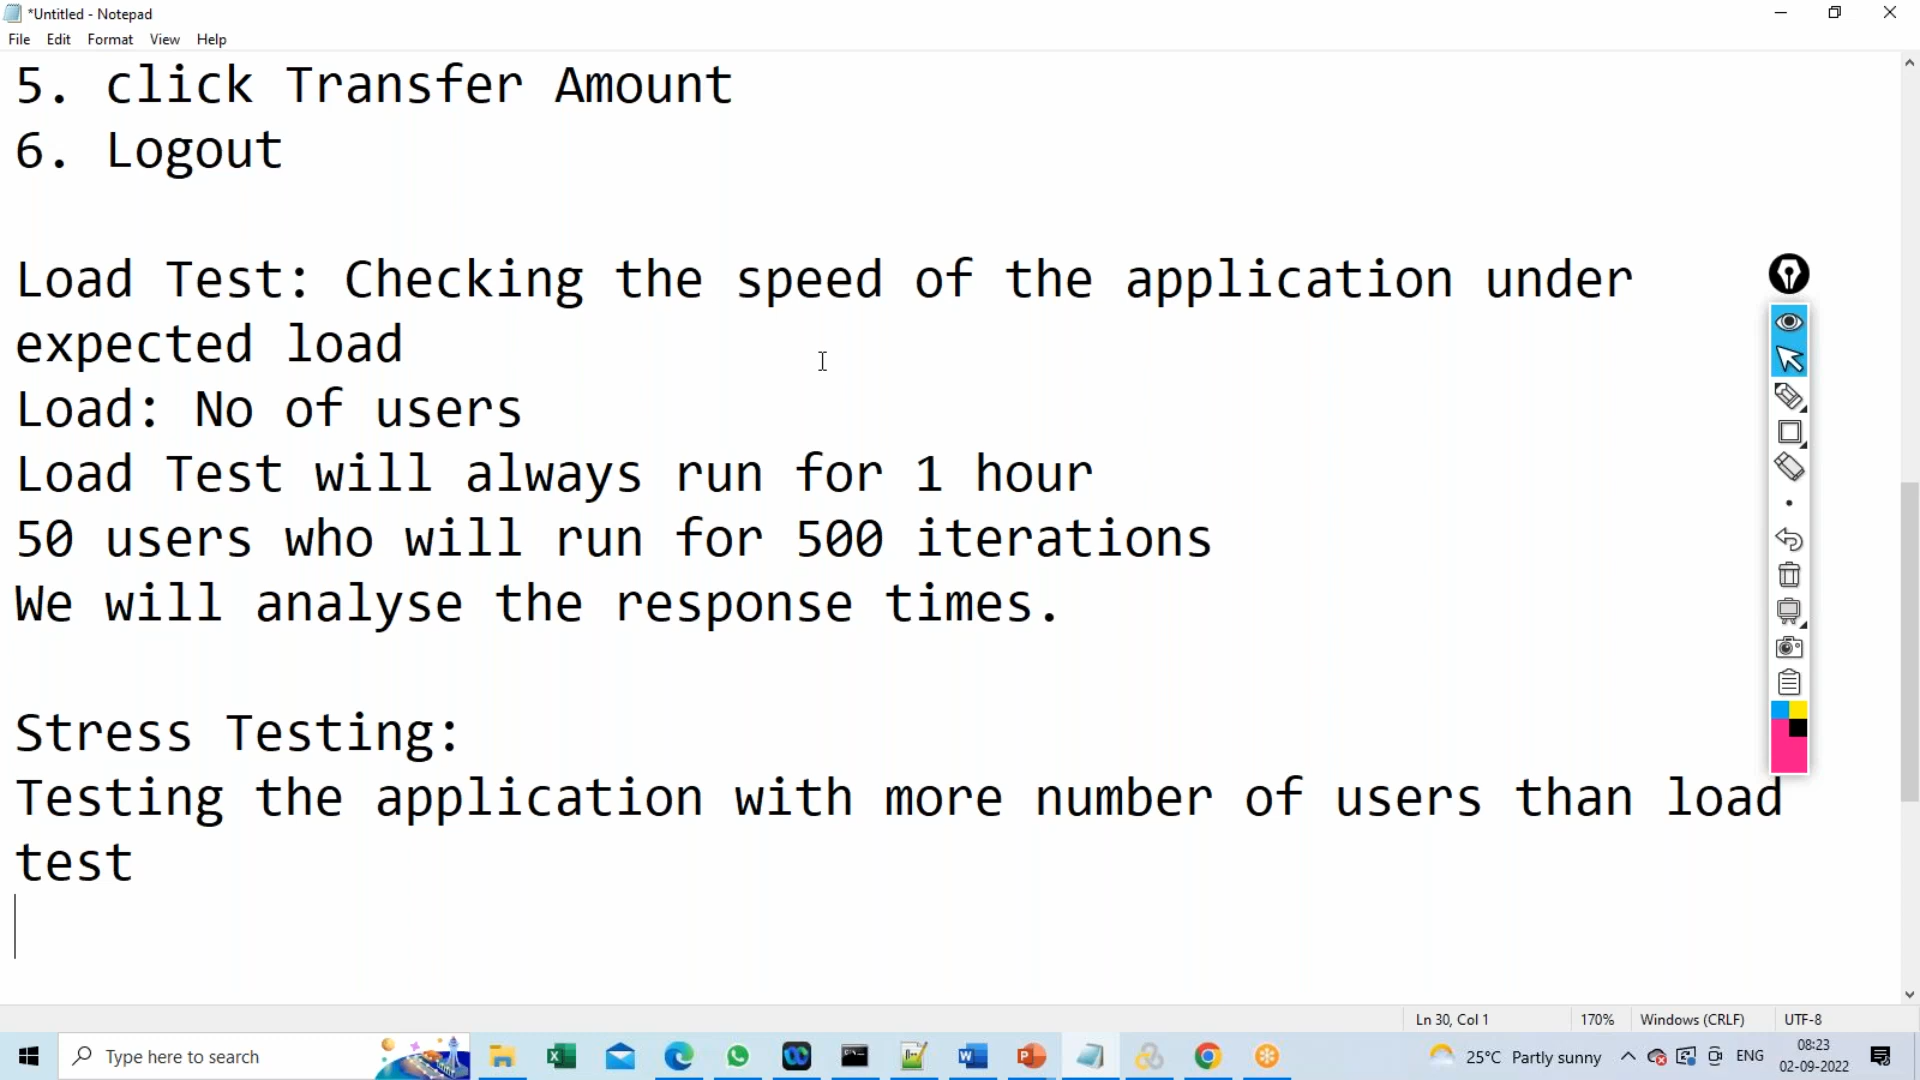 *Untitled - Notepad
File Edit Format View Help
5. click Transfer Amount
6. Logout
Load Test: Checking the speed of the application under
expected load
Load: No of users
Load Test will always run for 1 hour
50 users who will run for 500 iterations
We will analyse the response times.
Stress Testing:
Testing the application with more number of users than load
test
Ln 30, Col 1 170% Windows (CRLF) UTF-8
Type here to search
25°C Partly sunny ENG
08:23
02-09-2022